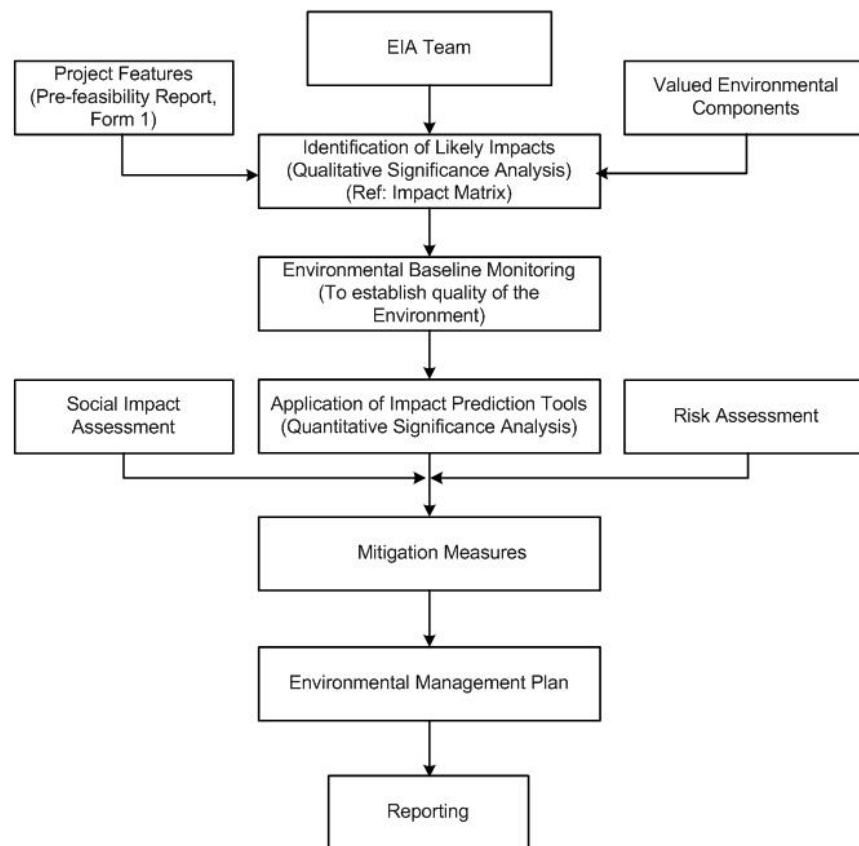 EIA Team
Project Features
(Pre-feasibility Report,
Form 1)
Valued Environmental
Components
Identification of Likely Impacts
(Qualitative Significance Analysis)
(Ref: Impact Matrix)
Environmental Baseline Monitoring
(To establish quality of the
Environment)
Social Impact
Assessment
Application of Impact Prediction Tools
(Quantitative Significance Analysis)
Risk Assessment
Mitigation Measures
Environmental Management Plan
Reporting